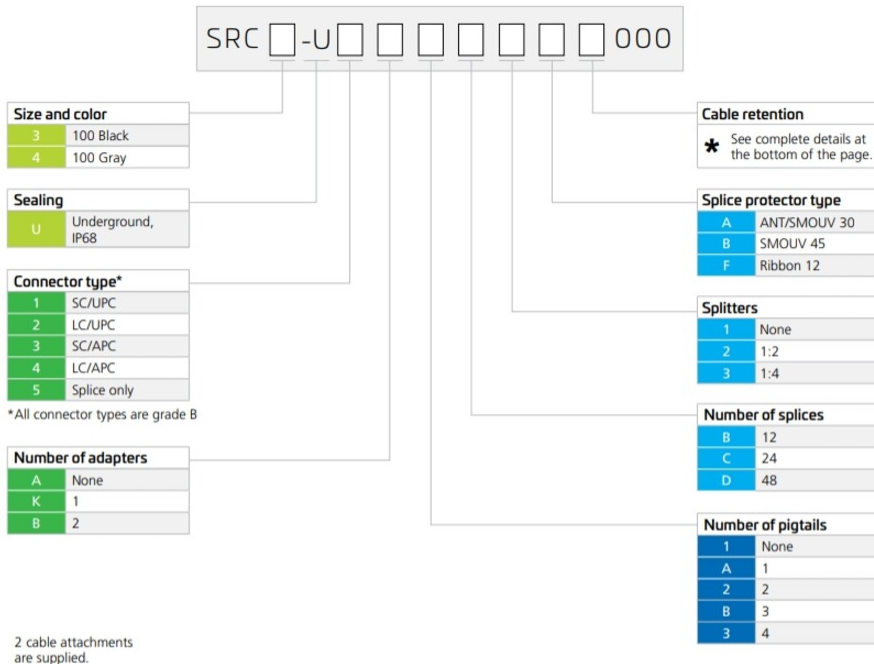 SRC -U 000
Size and color
3 100 Black
4 100 Gray
Sealing
U Underground,
IP68
Connector type*
1 SC/UPC
2 LC/UPC
3 SC/APC
4 LC/APC
5 Splice only
*All connector types are grade B
Number of adapters
A None
K 1
B 2
2 cable attachments
are supplied.
Cable retention
* See complete details at
the bottom of the page.
Splice protector type
A ANT/SMOUV 30
B SMOUV 45
F Ribbon 12
Splitters
1 None
2 1:2
3 1:4
Number of splices
B 12
C 24
D 48
Number of pigtails
1 None
A 1
2 2
B 3
3 4